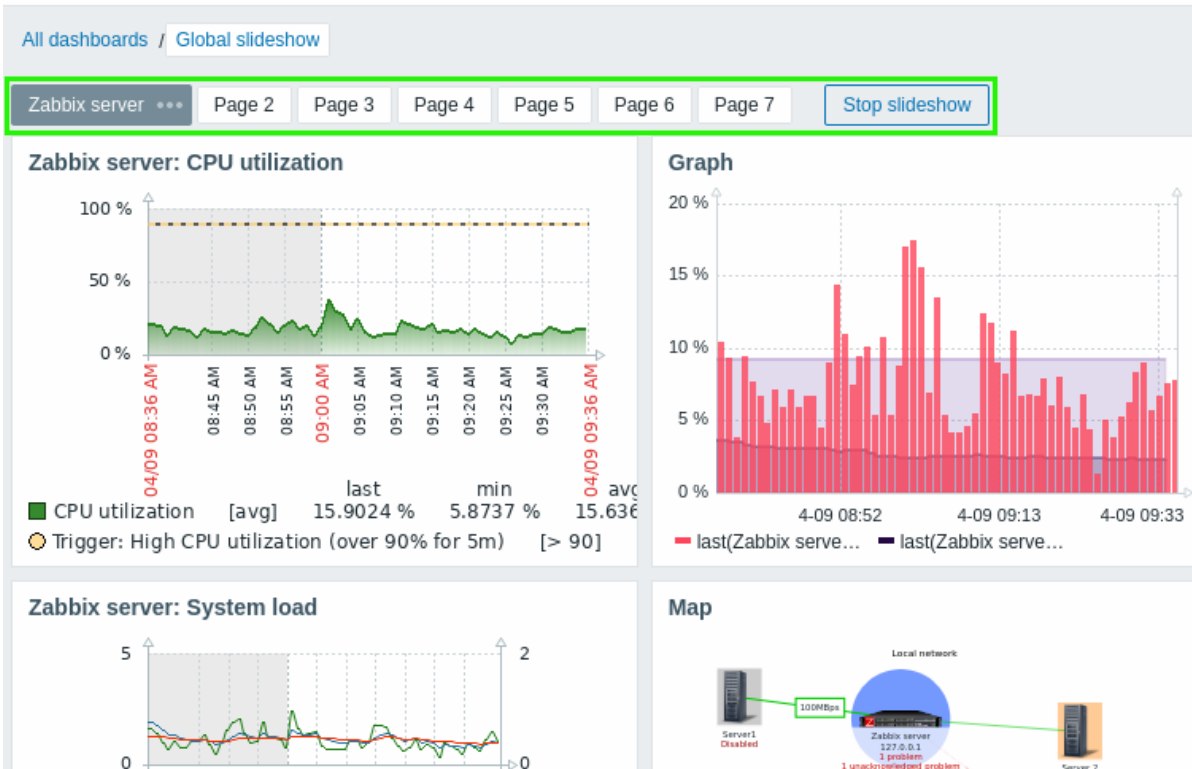 All dashboards / Global slideshow
Zabbix server ••• Page 2 Page 3 Page 4 Page 5 Page 6 Page 7 Stop slideshow
Zabbix server: CPU utilization
100 %
50 %
0 %
04/09 08:36 AM
08:45 AM
08:50 AM
08:55 AM
09:00 AM
09:05 AM
09:10 AM
09:15 AM
09:20 AM
09:25 AM
09:30 AM
04/09 09:36 AM
last min avg
CPU utilization [avg] 15.9024 % 5.8737 % 15.636
Trigger: High CPU utilization (over 90% for 5m) [> 90]
Graph
20 %
15 %
10 %
5 %
0 %
4-09 08:52 4-09 09:13 4-09 09:33
last(Zabbix serve... last(Zabbix serve...
Zabbix server: System load
5 2
0 0
Map
Local network
100MBps
Server1
Disabled
Zabbix server
127.0.0.1
1 problem
1 unacknowledged problem
Server 2